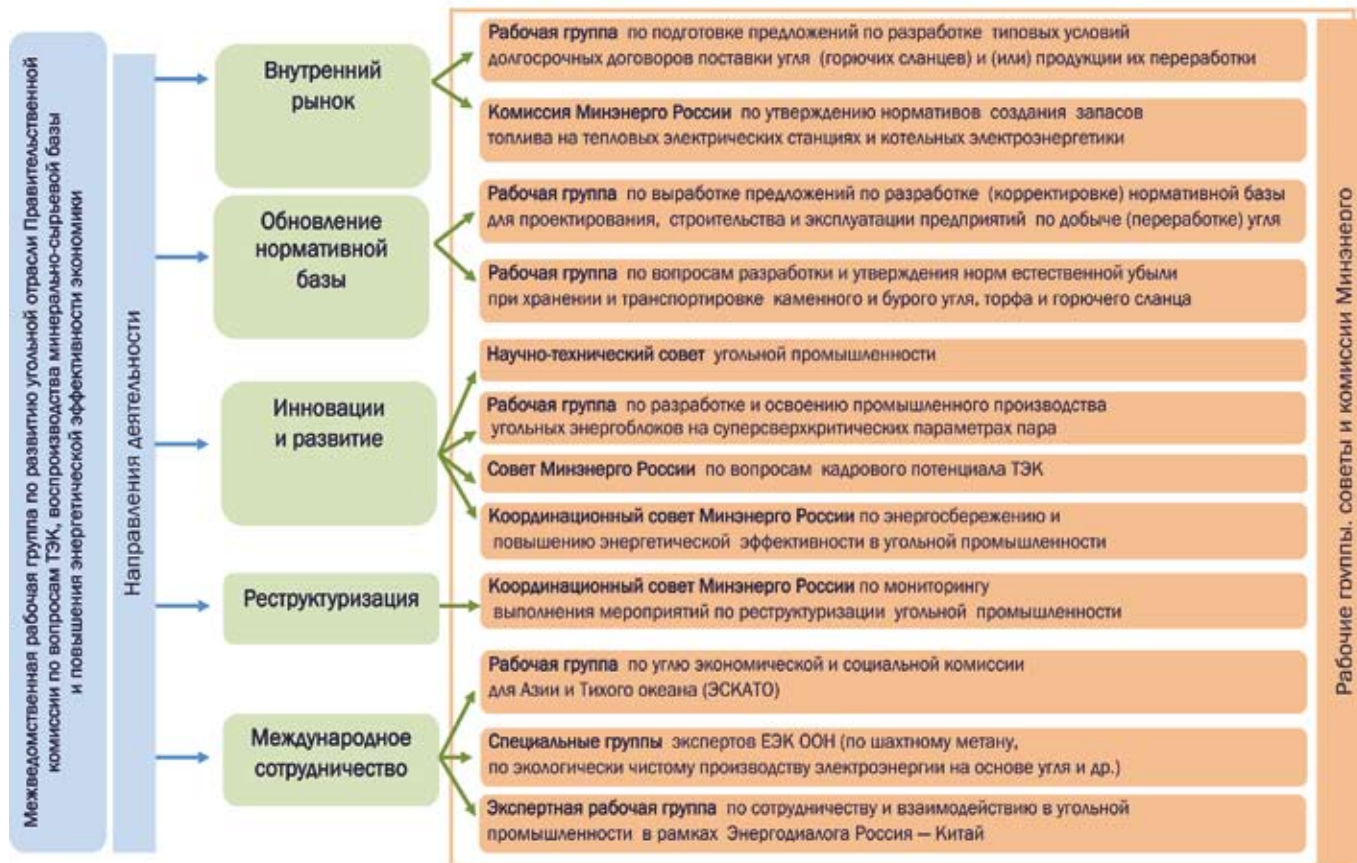 Межведомственная рабочая группа по развитию угольной отрасли Правительственной
комиссии по вопросам ТЭК, воспроизводства минерально-сырьевой базы
и повышения энергетической эффективности экономики
Направления деятельности
Внутренний
рынок
Рабочая группа по подготовке предложений по разработке типовых условий
долгосрочных договоров поставки угля (горючих сланцев) и (или) продукции их переработки
Комиссия Минэнерго России по утверждению нормативов создания запасов
топлива на тепловых электрических станциях и котельных электроэнергетики
Обновление
нормативной
базы
Рабочая группа по выработке предложений по разработке (корректировке) нормативной базы
для проектирования, строительства и эксплуатации предприятий по добыче (переработке) угля
Рабочая группа по вопросам разработки и утверждения норм естественной убыли
при хранении и транспортировке каменного и бурого угля, торфа и горючего сланца
Инновации
и развитие
Научно-технический совет угольной промышленности
Рабочая группа по разработке и освоению промышленного производства
угольных энергоблоков на суперсверхкритических параметрах пара
Совет Минэнерго России по вопросам кадрового потенциала ТЭК
Координационный совет Минэнерго России по энергосбережению и
повышению энергетической эффективности в угольной промышленности
Реструктуризация
Координационный совет Минэнерго России по мониторингу
выполнения мероприятий по реструктуризации угольной промышленности
Международное
сотрудничество
Рабочая группа по углю экономической и социальной комиссии
для Азии и Тихого океана (ЭСКАТО)
Специальные группы экспертов ЕЭК ООН (по шахтному метану,
по экологически чистому производству электроэнергии на основе угля и др.)
Экспертная рабочая группа по сотрудничеству и взаимодействию в угольной
промышленности в рамках Энергодиалога Россия — Китай
Рабочие группы. советы и комиссии Минэнерго